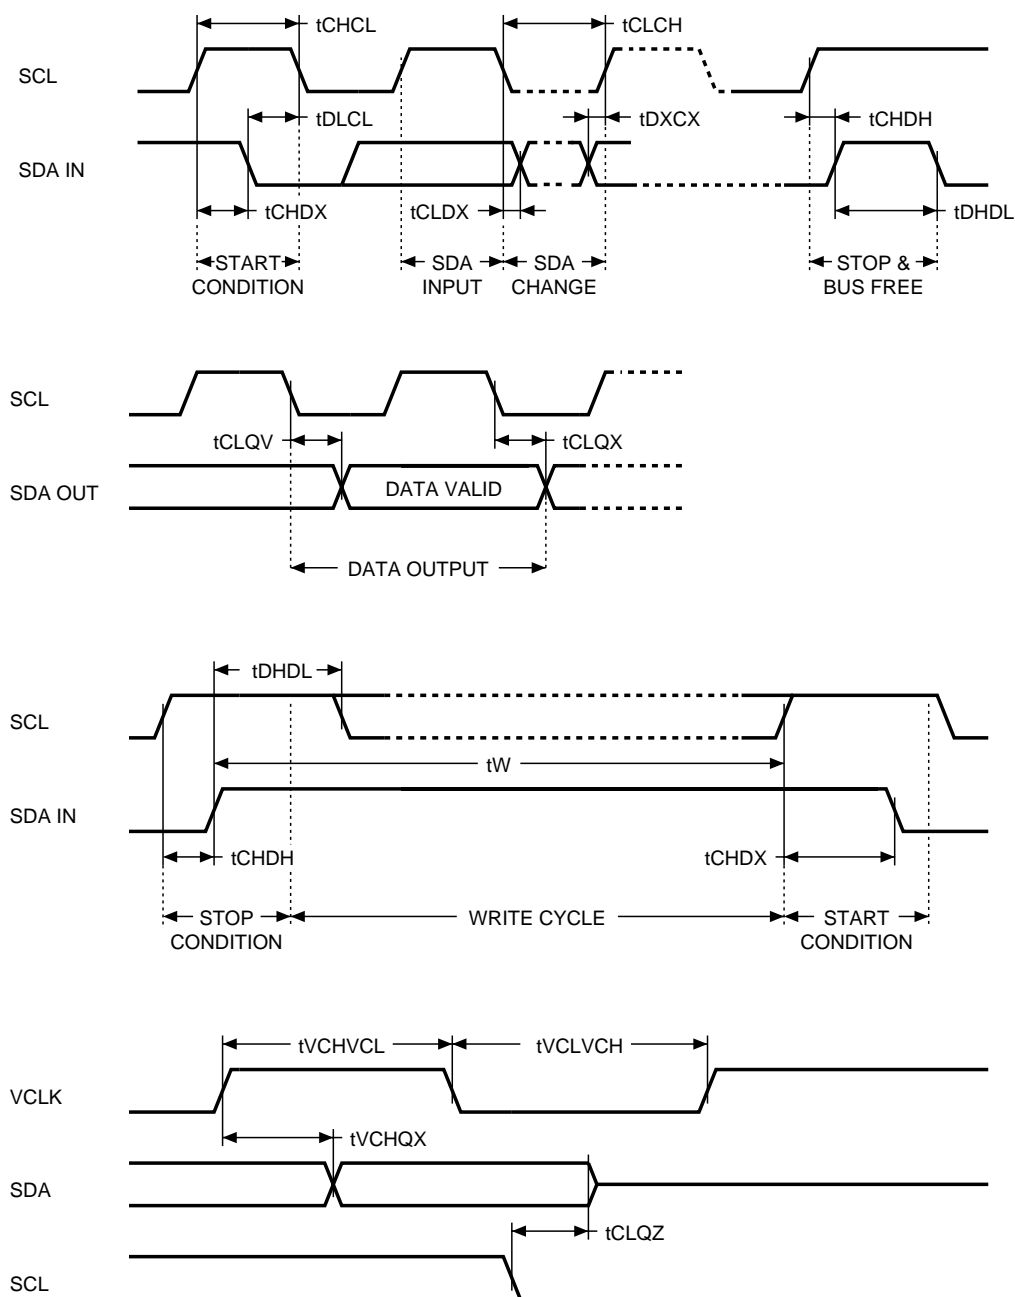 tCHCL
tCLCH
SCL
tDLCL
tDXCX
tCHDH
SDA IN
tCHDX
tCLDX
tDHDL
START
CONDITION
SDA
INPUT
SDA
CHANGE
STOP &
BUS FREE
SCL
tCLQV
tCLQX
SDA OUT
DATA VALID
DATA OUTPUT
tDHDL
SCL
tW
SDA IN
tCHDH
tCHDX
STOP
CONDITION
WRITE CYCLE
START
CONDITION
tVCHVCL
tVCLVCH
VCLK
tVCHQX
SDA
tCLQZ
SCL